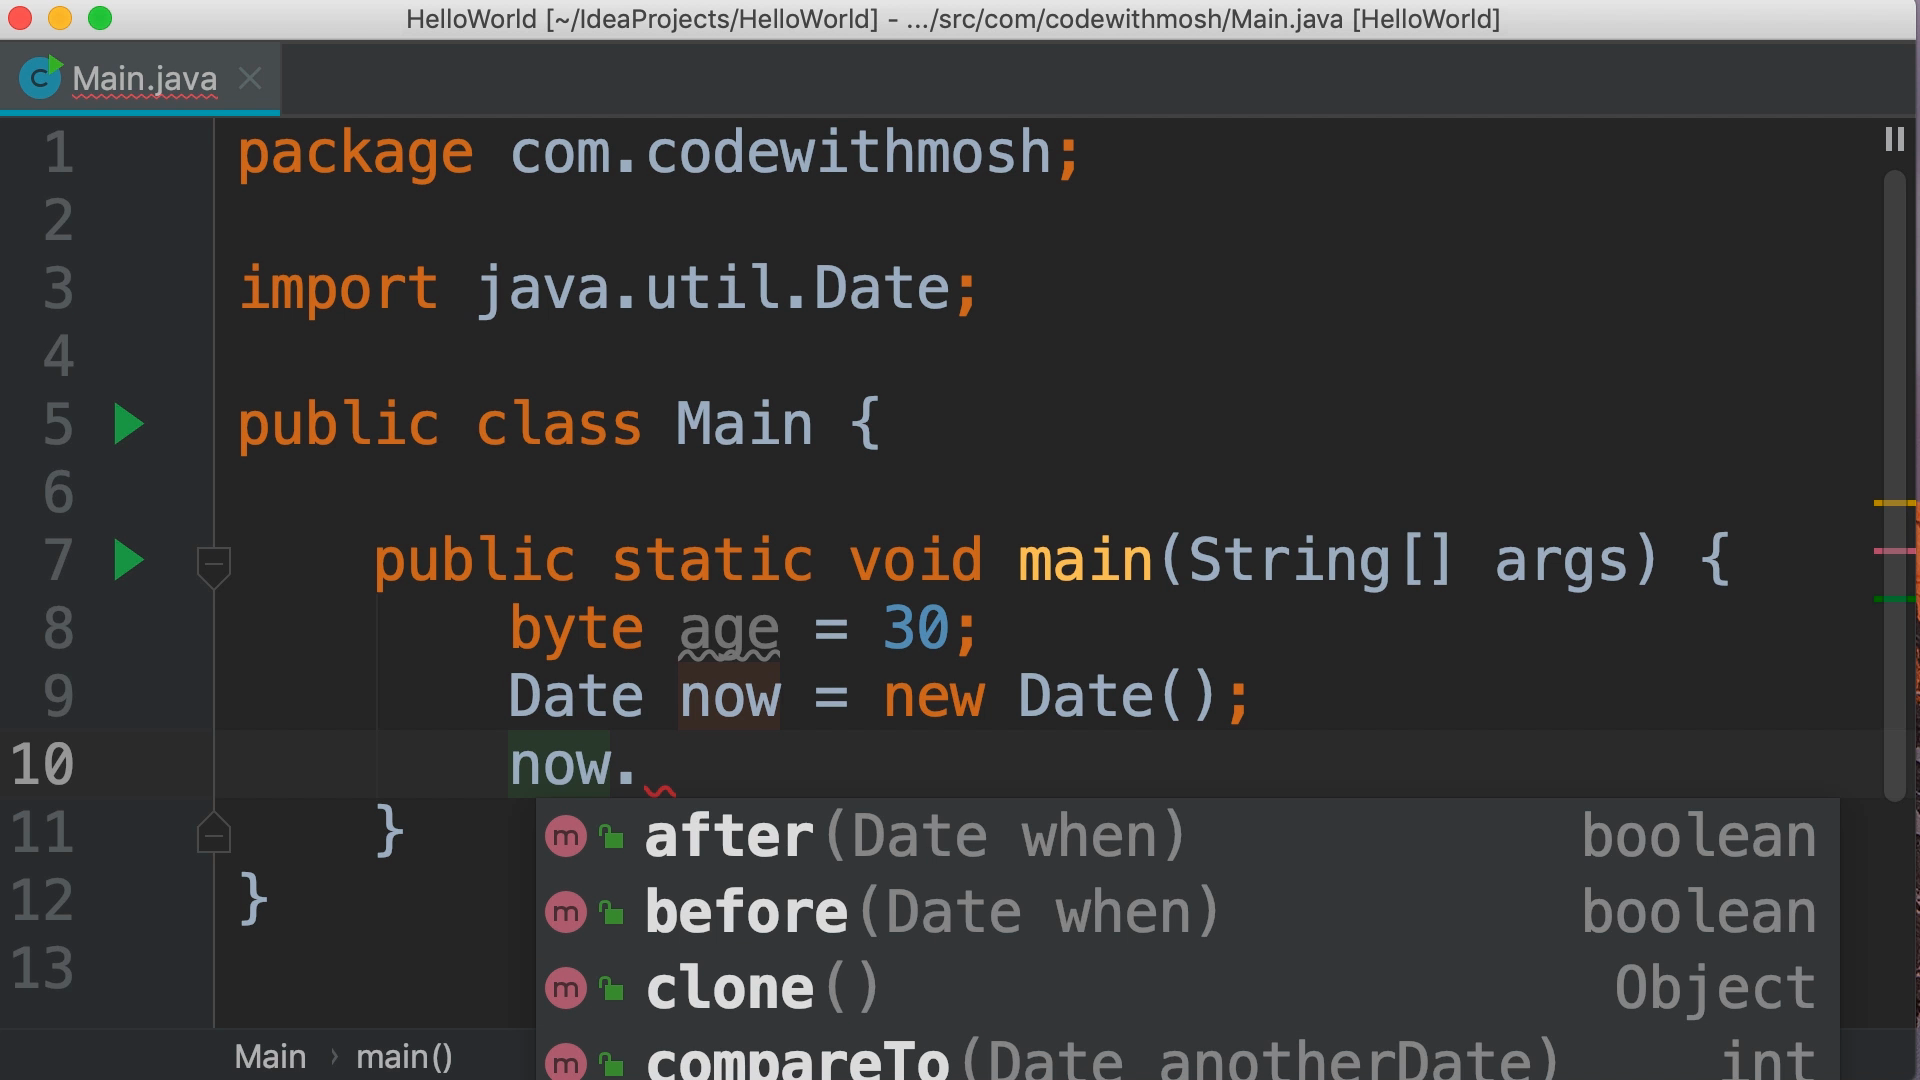 HelloWorld [~/IdeaProjects/HelloWorld] - .../src/com/codewithmosh/Main.java [HelloWorld]
C Main.java
1 package com.codewithmosh;
2
3 import java.util.Date;
4
5 public class Main {
6
7 public static void main(String[] args) {
8 byte age = 30;
9 Date now = new Date();
10 now.
11 }
12 }
13
m after(Date when) boolean
m before(Date when) boolean
m clone() Object
m compareTo(Date anotherDate) int
Main › main()